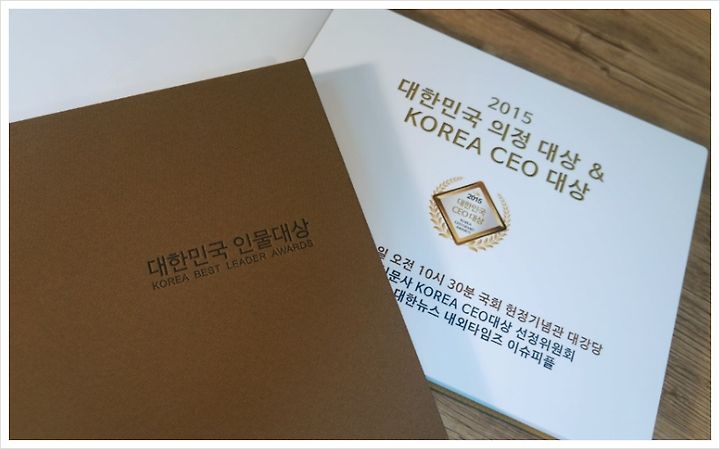 대한민국 인물대상
KOREA BEST LEADER AWARDS
2015
대한민국 의정 대상 &
KOREA CEO 대상
2015
대한민국
CEO대상
KOREA
일 오전 10시 30분 국회 헌정기념관 대강당
KOREA CEO대상 선정위원회
대한뉴스 내외타임즈 이슈피플